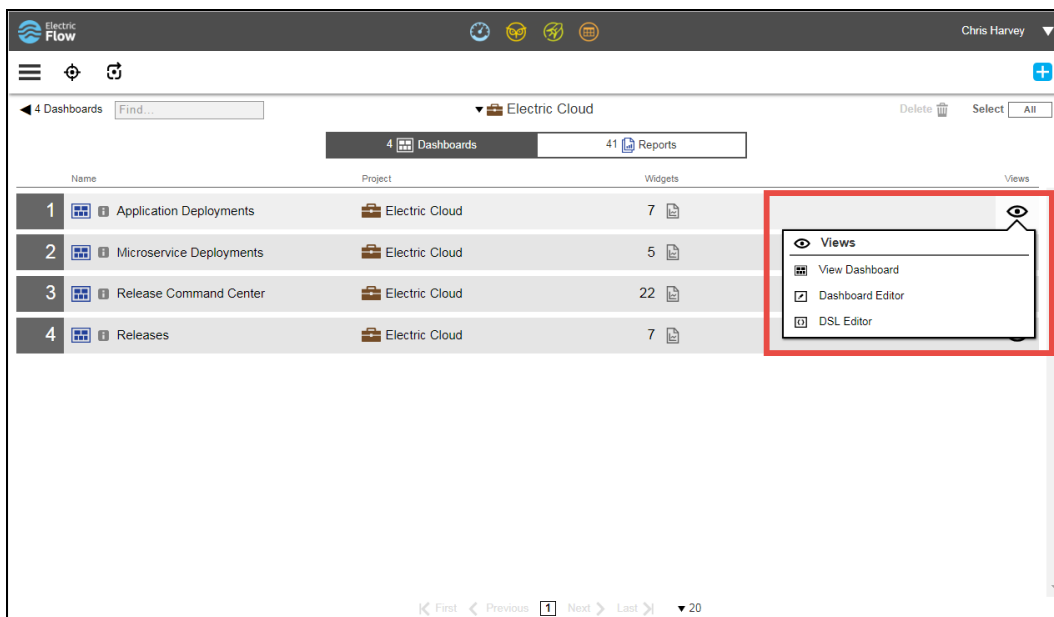 Electric
Flow
Chris Harvey
4 Dashboards
Find...
Electric Cloud
Delete
Select
All
4 Dashboards
41 Reports
Name
Project
Widgets
Views
1 Application Deployments Electric Cloud 7
2 Microservice Deployments Electric Cloud 5
3 Release Command Center Electric Cloud 22
4 Releases Electric Cloud 7
Views
View Dashboard
Dashboard Editor
DSL Editor
First Previous 1 Next Last 20